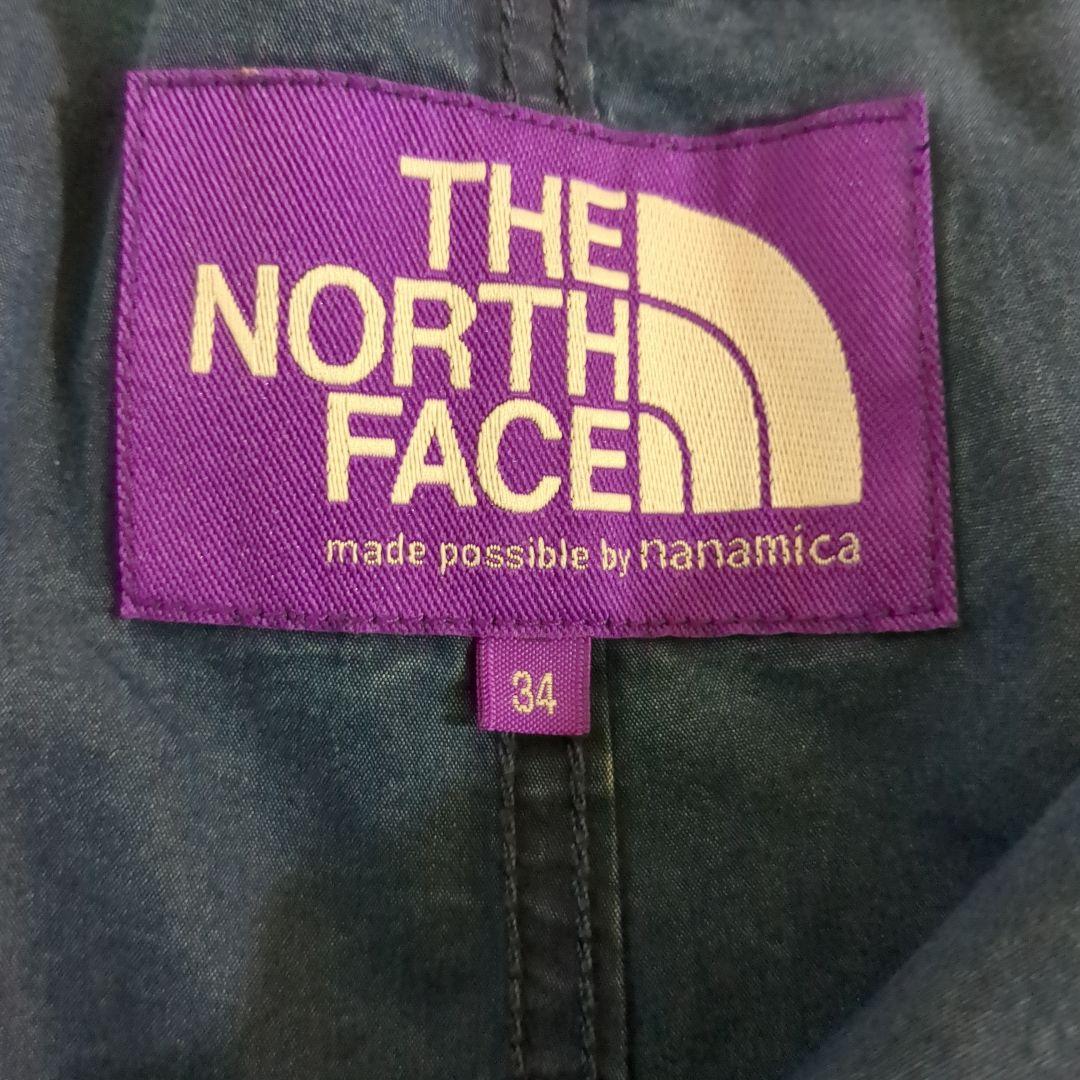 THE
NORTH
FACE
made possible by nanamica
34